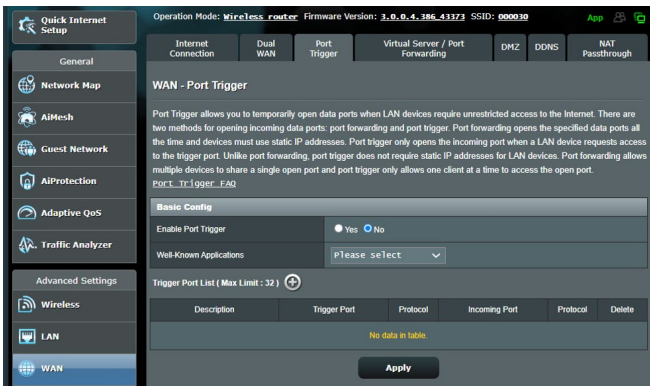 Quick Internet
Setup
General
Network Map
AiMesh
Guest Network
AiProtection
Adaptive QoS
Traffic Analyzer
Advanced Settings
Wireless
LAN
WAN
Operation Mode: Wireless router Firmware Version: 3.0.0.4.386_43373 SSID: 000030
App
Internet
Connection
Dual
WAN
Port
Trigger
Virtual Server / Port
Forwarding
DMZ
DDNS
NAT
Passthrough
WAN - Port Trigger
Port Trigger allows you to temporarily open data ports when LAN devices require unrestricted access to the Internet. There are
two methods for opening incoming data ports: port forwarding and port trigger. Port forwarding opens the specified data ports all
the time and devices must use static IP addresses. Port trigger only opens the incoming port when a LAN device requests access
to the trigger port. Unlike port forwarding, port trigger does not require static IP addresses for LAN devices. Port forwarding allows
multiple devices to share a single open port and port trigger only allows one client at a time to access the open port.
Port Trigger FAQ
Basic Config
Enable Port Trigger
Yes No
Well-Known Applications
Please select
Trigger Port List ( Max Limit : 32 )
Description Trigger Port Protocol Incoming Port Protocol Delete
No data in table.
Apply